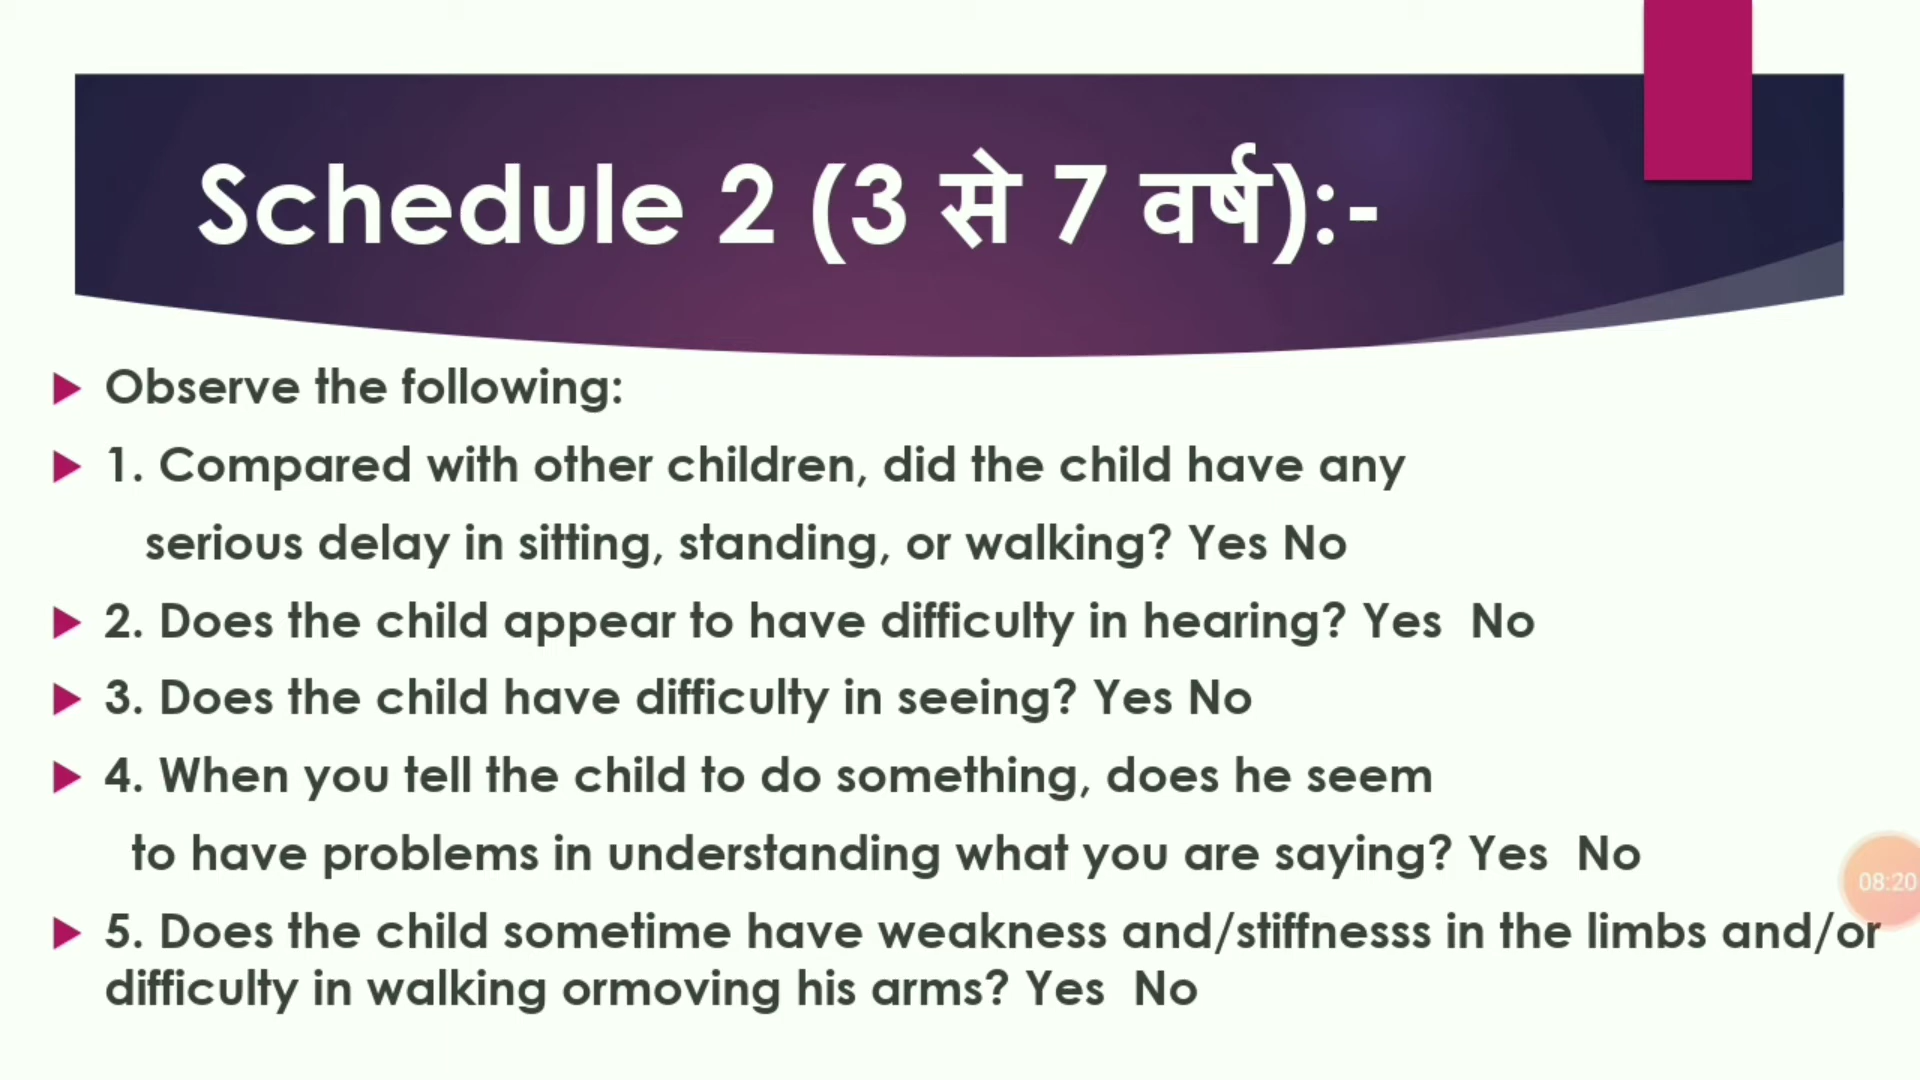 Schedule 2 (3 से 7 वर्ष):-
Observe the following:
1. Compared with other children, did the child have any
serious delay in sitting, standing, or walking? Yes No
2. Does the child appear to have difficulty in hearing? Yes  No
3. Does the child have difficulty in seeing? Yes No
4. When you tell the child to do something, does he seem
to have problems in understanding what you are saying? Yes  No
08:20
5. Does the child sometime have weakness and/stiffnesss in the limbs and/or
difficulty in walking ormoving his arms? Yes  No